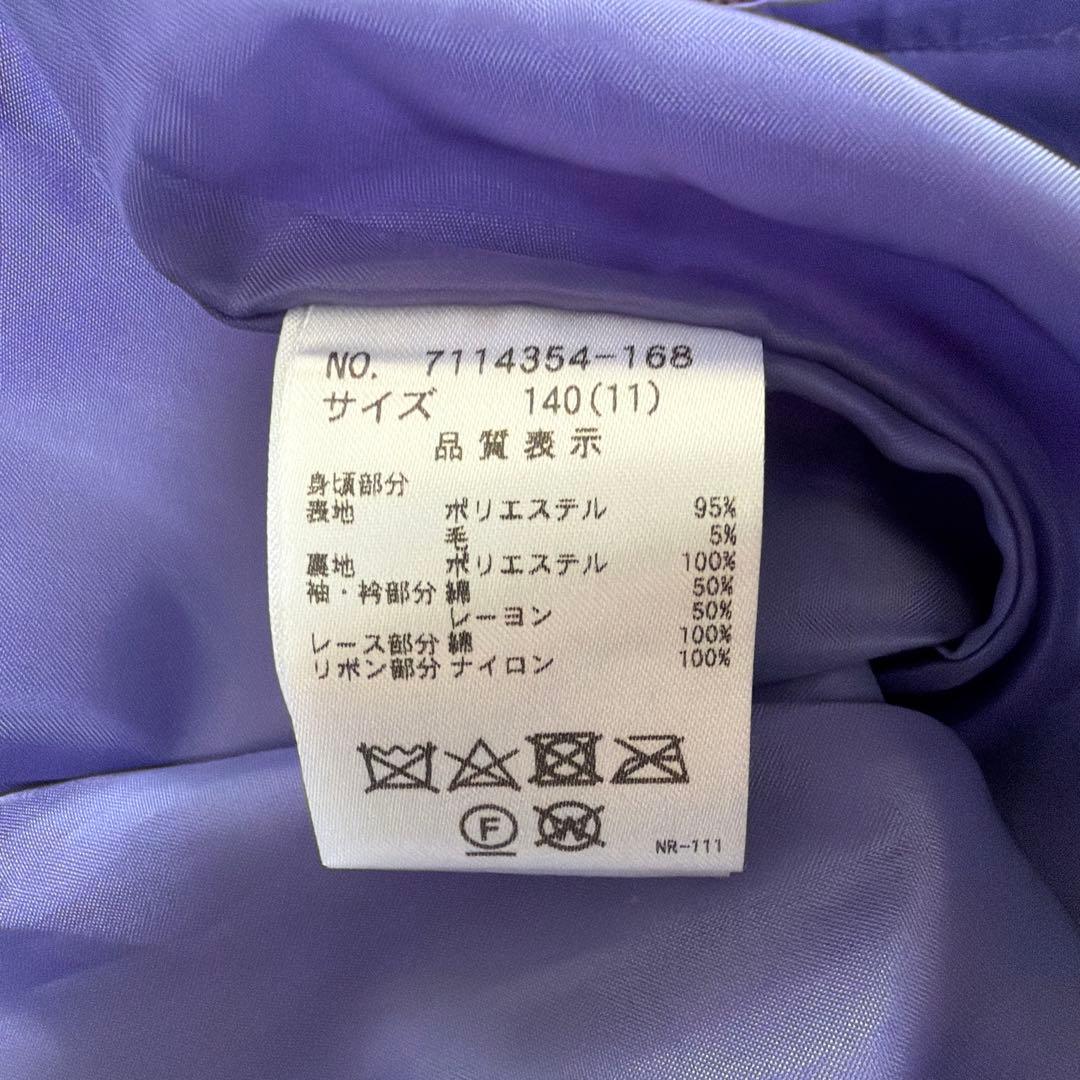 NO. 7114354-168
サイズ 140(11)
品質表示
身頃部分
表地 ポリエステル 95%
毛 5%
裏地 ポリエステル 100%
袖・衿部分 綿 50%
レーヨン 50%
レース部分 綿 100%
リボン部分 ナイロン 100%
F W
NR-111